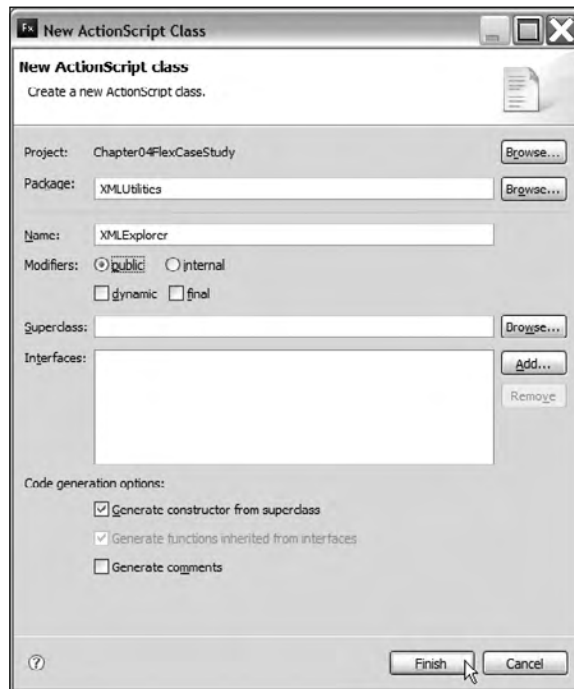 Fx New ActionScript Class
New ActionScript class
Create a new ActionScript class.
Project: Chapter04FlexCaseStudy Browse...
Package: XMLUtilities Browse...
Name: XMLExplorer
Modifiers: public internal
dynamic final
Superclass: Browse...
Interfaces: Add...
Remove
Code generation options:
Generate constructor from superclass
Generate functions inherited from interfaces
Generate comments
? Finish Cancel